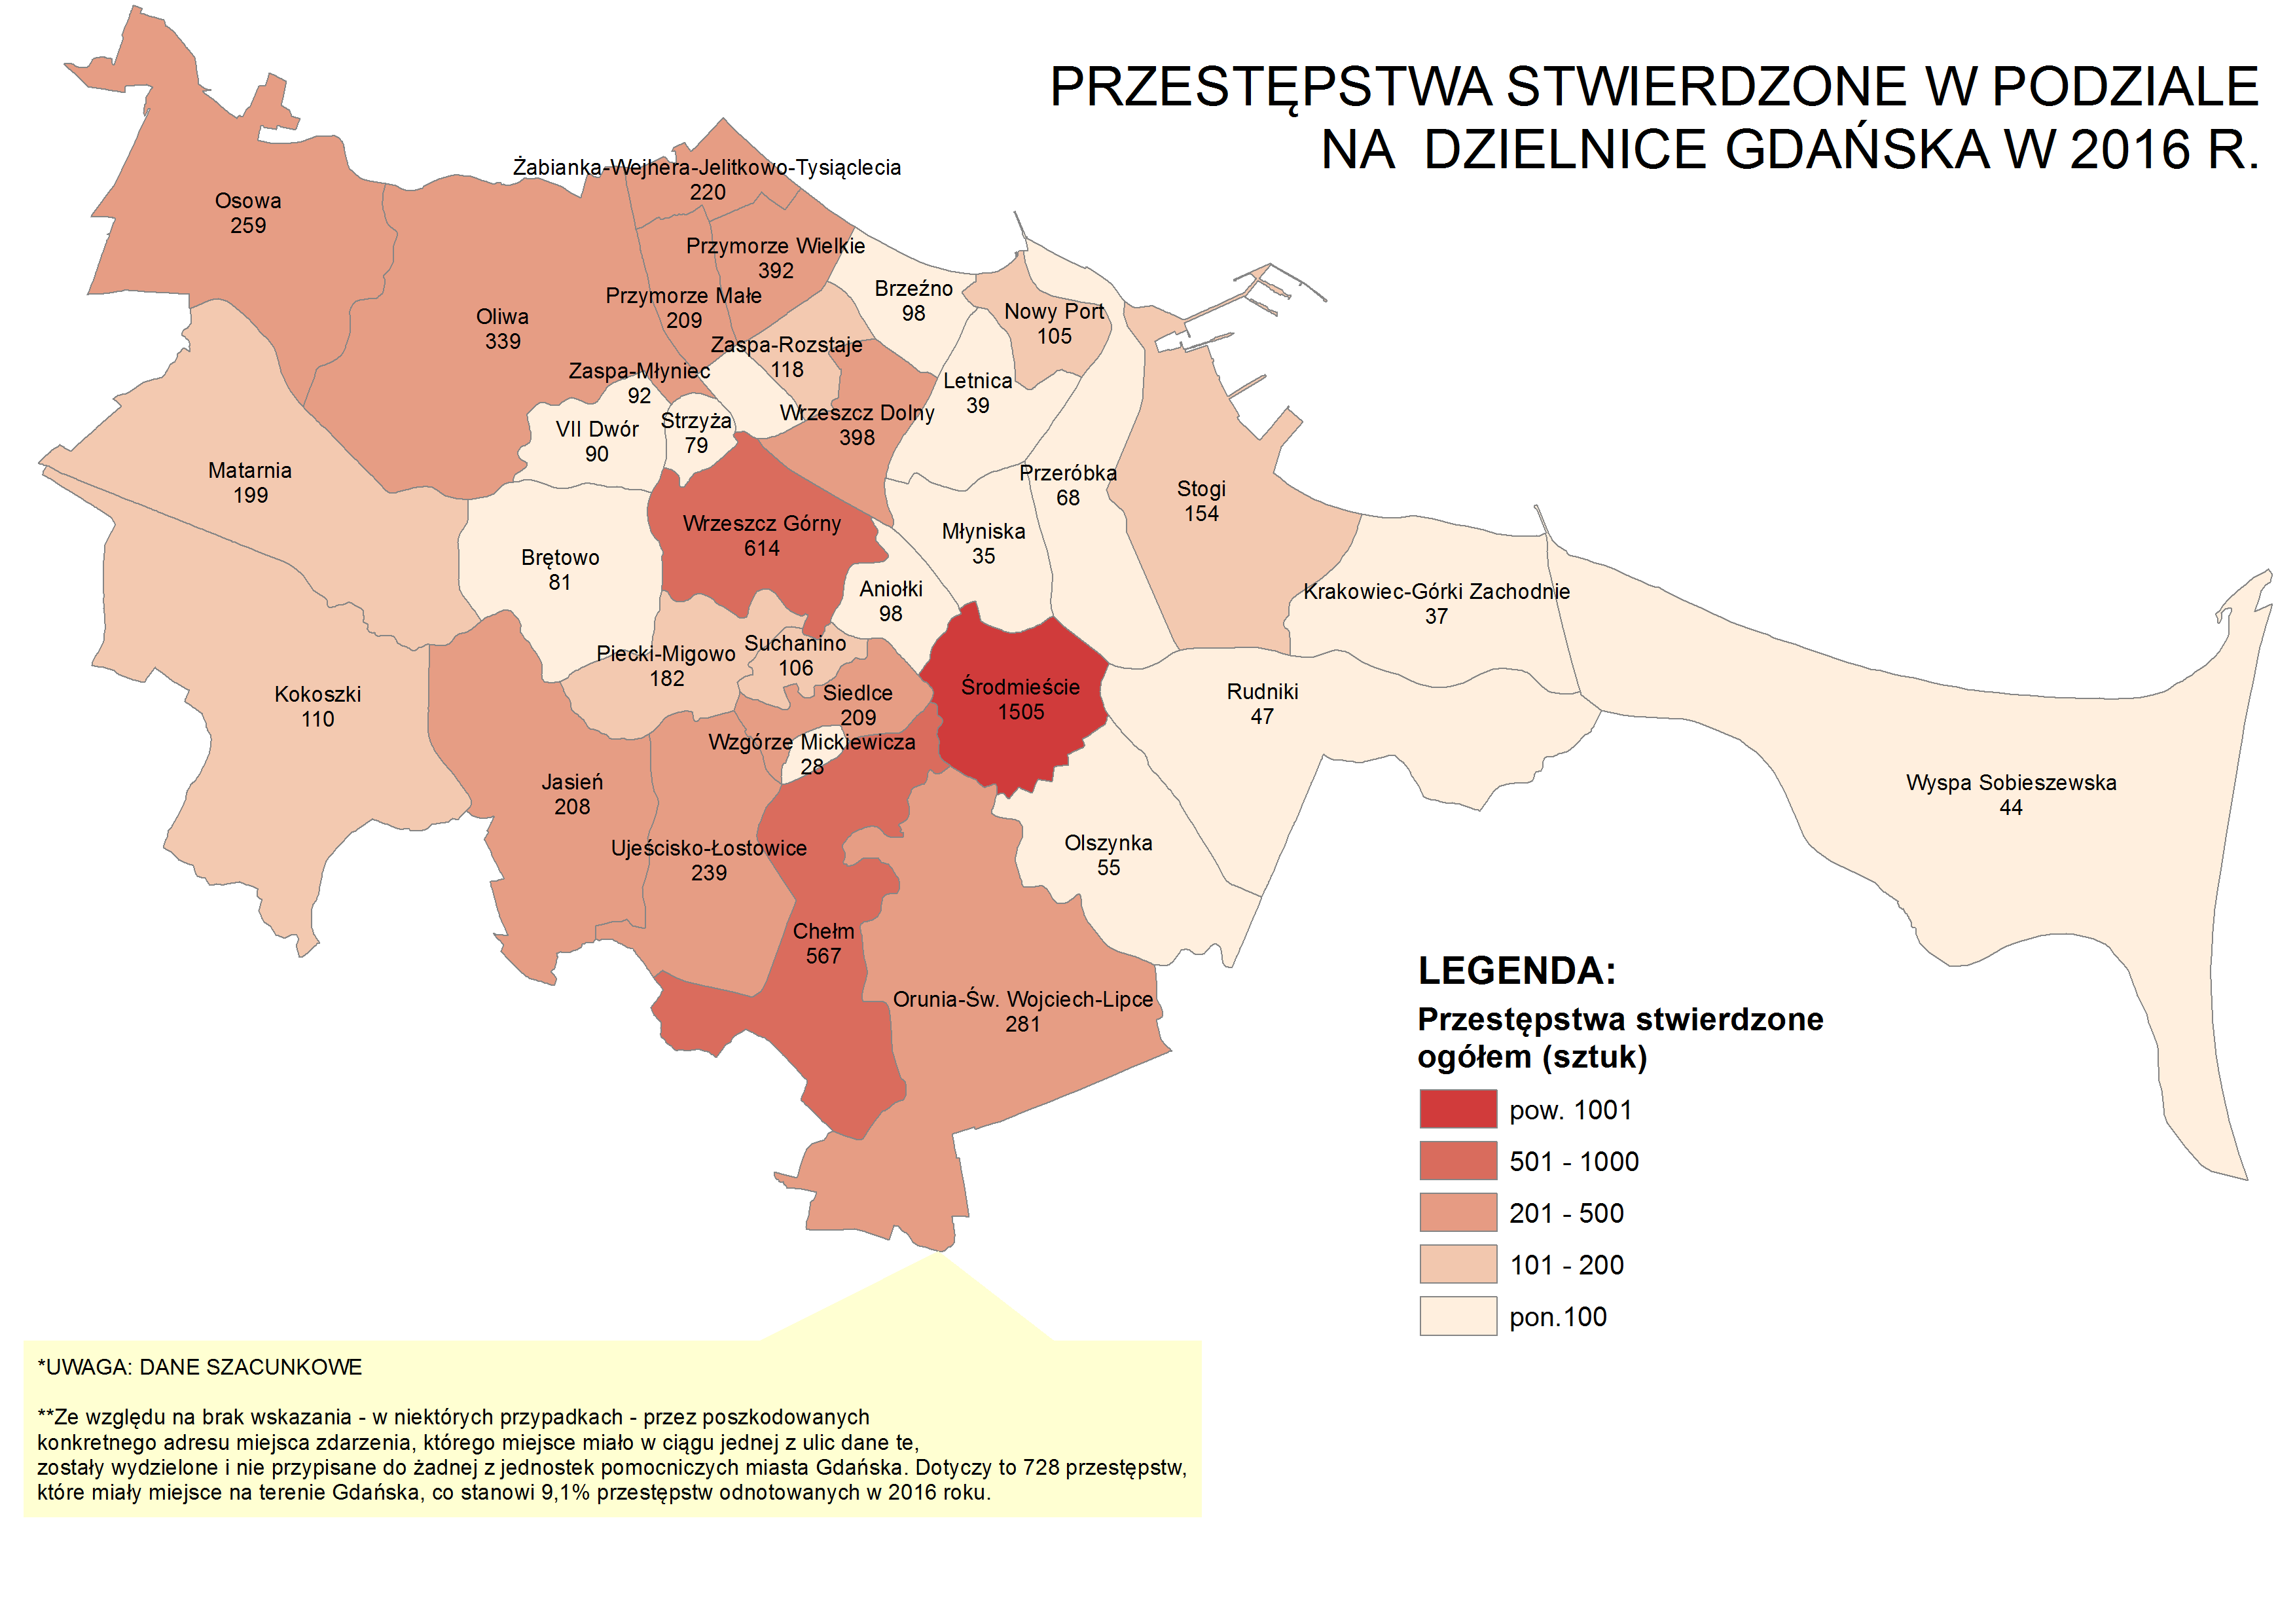 PRZESTĘPSTWA STWIERDZONE W PODZIALE
NA DZIELNICE GDAŃSKA W 2016 R.
Osowa
259
Żabianka-Wejhera-Jelitkowo-Tysiąclecia
220
Przymorze Wielkie
392
Przymorze Małe
209
Oliwa
339
Brzeźno
98
Nowy Port
105
Zaspa-Rozstaje
118
Zaspa-Młyniec
92
Letnica
39
VII Dwór
90
Strzyża
79
Wrzeszcz Dolny
398
Matarnia
199
Przeróbka
68
Stogi
154
Wrzeszcz Górny
614
Młyniska
35
Brętowo
81
Aniołki
98
Krakowiec-Górki Zachodnie
37
Piecki-Migowo
182
Suchanino
106
Kokoszki
110
Siedlce
209
Środmieście
1505
Rudniki
47
Wzgórze Mickiewicza
28
Jasień
208
Wyspa Sobieszewska
44
Ujeścisko-Łostowice
239
Olszynka
55
Chełm
567
Orunia-Św. Wojciech-Lipce
281
LEGENDA:
Przestępstwa stwierdzone
ogółem (sztuk)
pow. 1001
501 - 1000
201 - 500
101 - 200
pon.100
*UWAGA: DANE SZACUNKOWE
**Ze względu na brak wskazania - w niektórych przypadkach - przez poszkodowanych
konkretnego adresu miejsca zdarzenia, którego miejsce miało w ciągu jednej z ulic dane te,
zostały wydzielone i nie przypisane do żadnej z jednostek pomocniczych miasta Gdańska. Dotyczy to 728 przestępstw,
które miały miejsce na terenie Gdańska, co stanowi 9,1% przestępstw odnotowanych w 2016 roku.